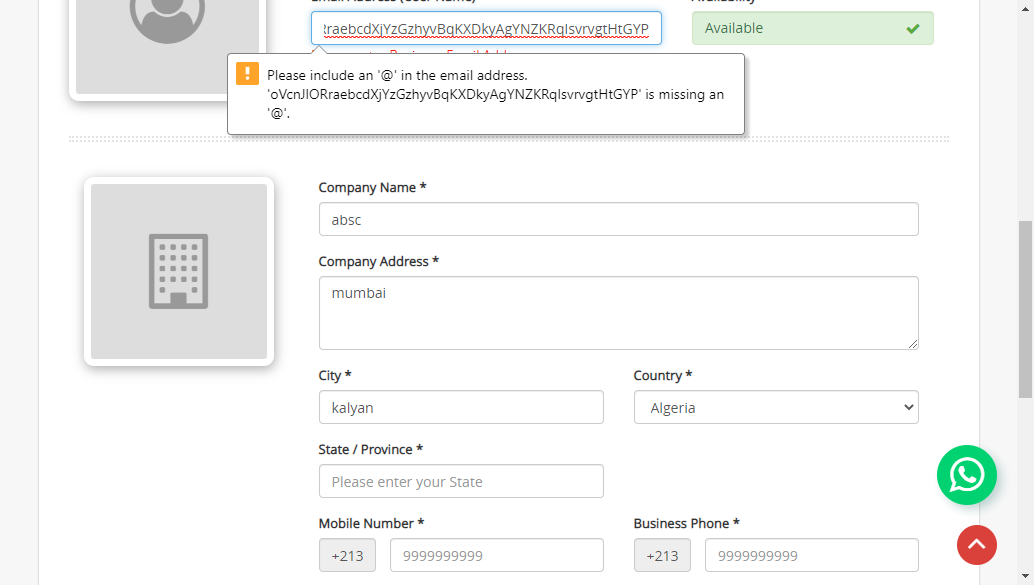 RraebcdXjYzGzhyvBqKXDkyAgYNZKRqIsvrvgtHtGYP
Available
Please include an '@' in the email address.
'oVcnJIORraebcdXjYzGzhyvBqKXDkyAgYNZKRqIsvrvgtHtGYP' is missing an
'@'.
Company Name *
absc
Company Address *
mumbai
City *
Country *
kalyan
Algeria
State / Province *
Please enter your State
Mobile Number *
Business Phone *
+213
9999999999
+213
9999999999